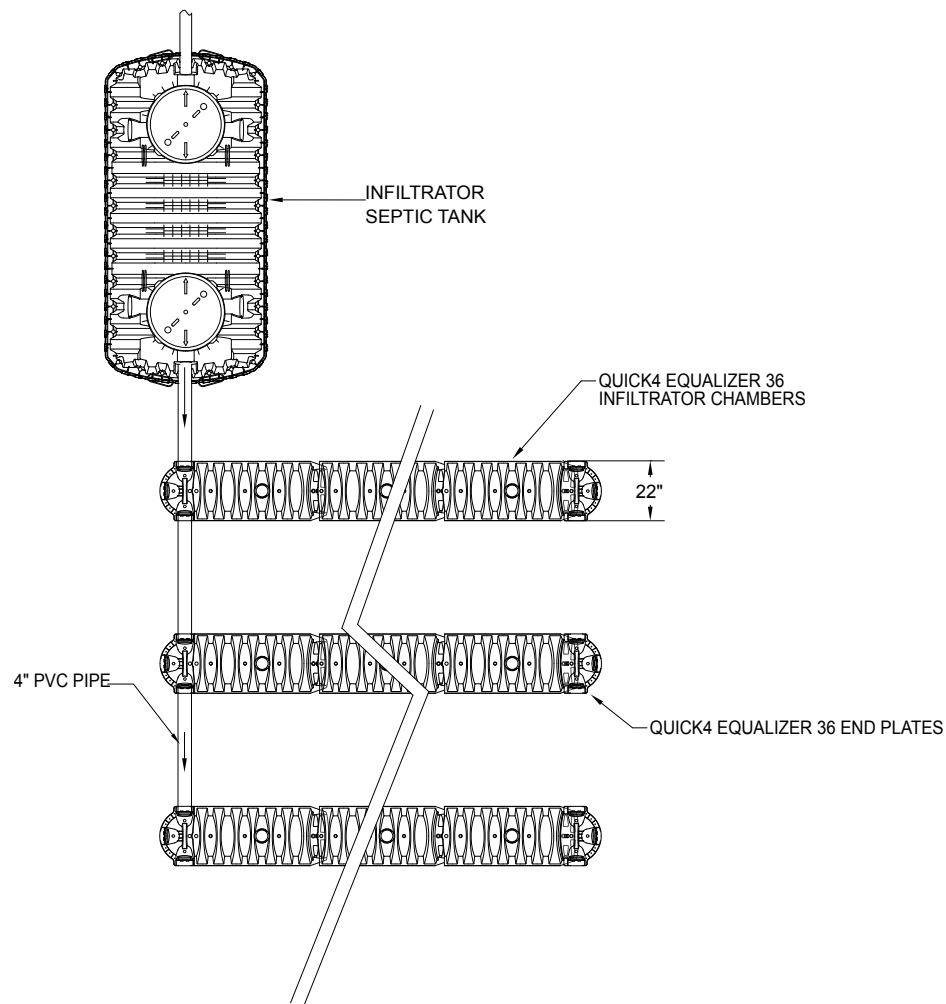 INFILTRATOR
SEPTIC TANK
QUICK4 EQUALIZER 36
INFILTRATOR CHAMBERS
22"
4" PVC PIPE
QUICK4 EQUALIZER 36 END PLATES